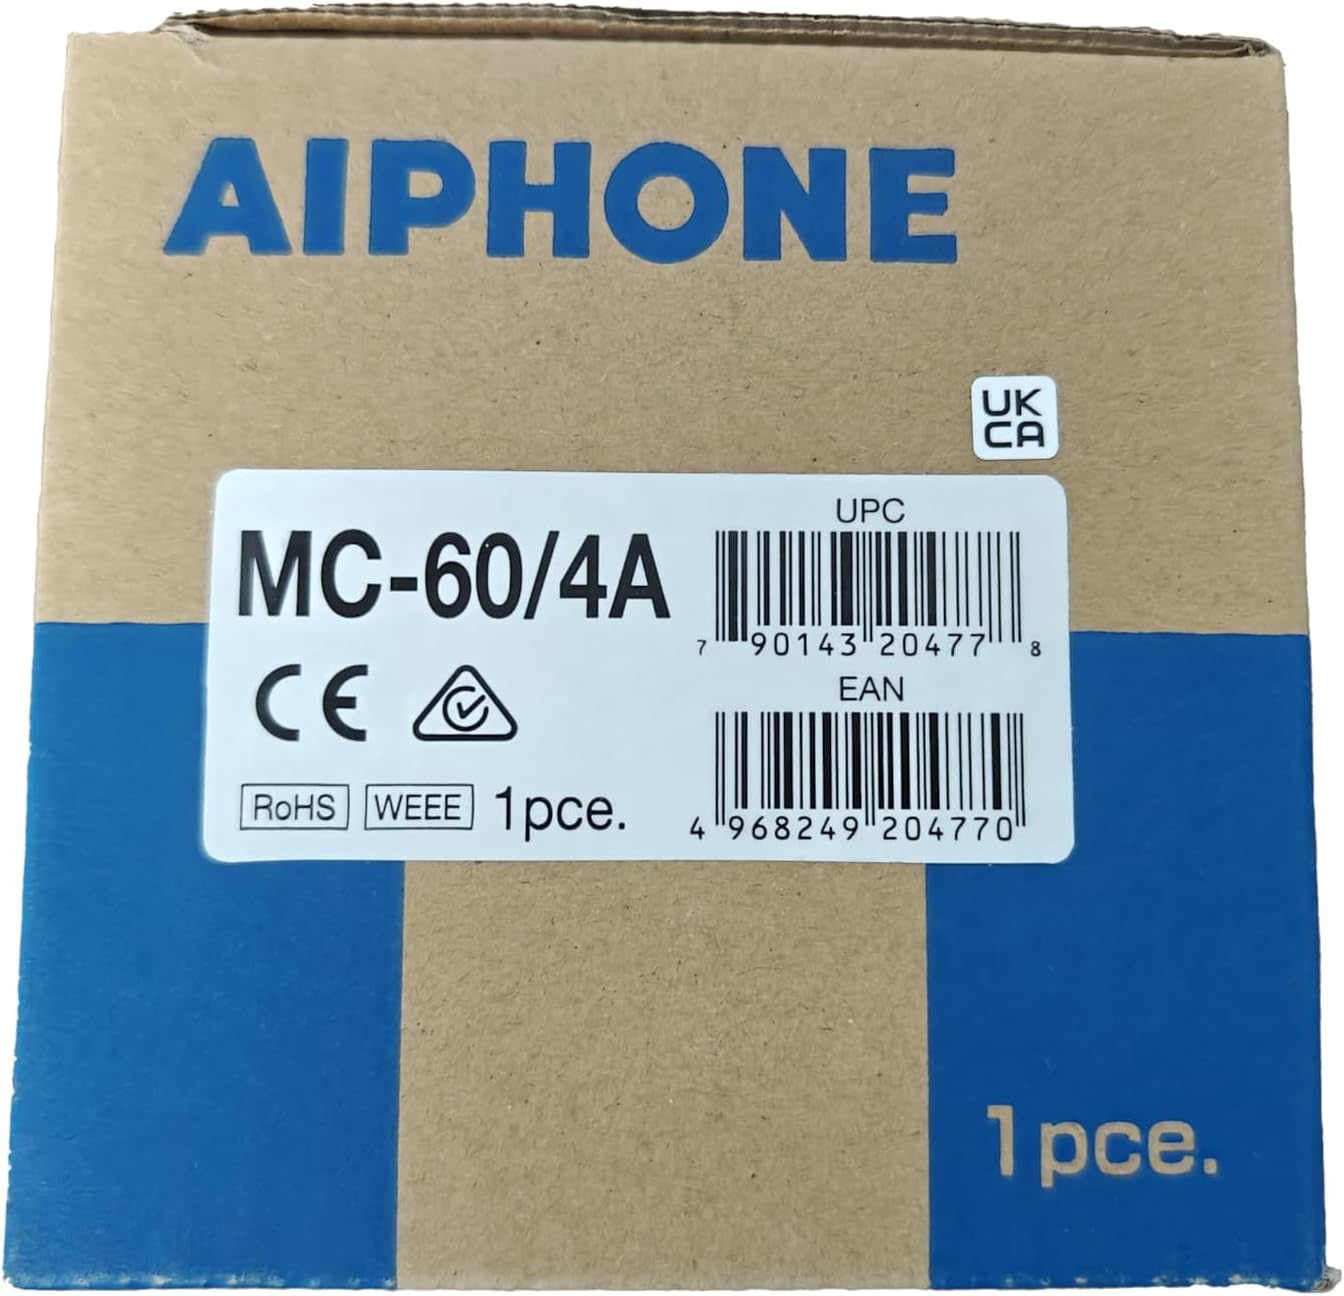 AIPHONE
UK
CA
MC-60/4A
UPC
7 90143 20477 8
EAN
4 968249 204770
CE
RoHS WEEE 1pce.
1pce.